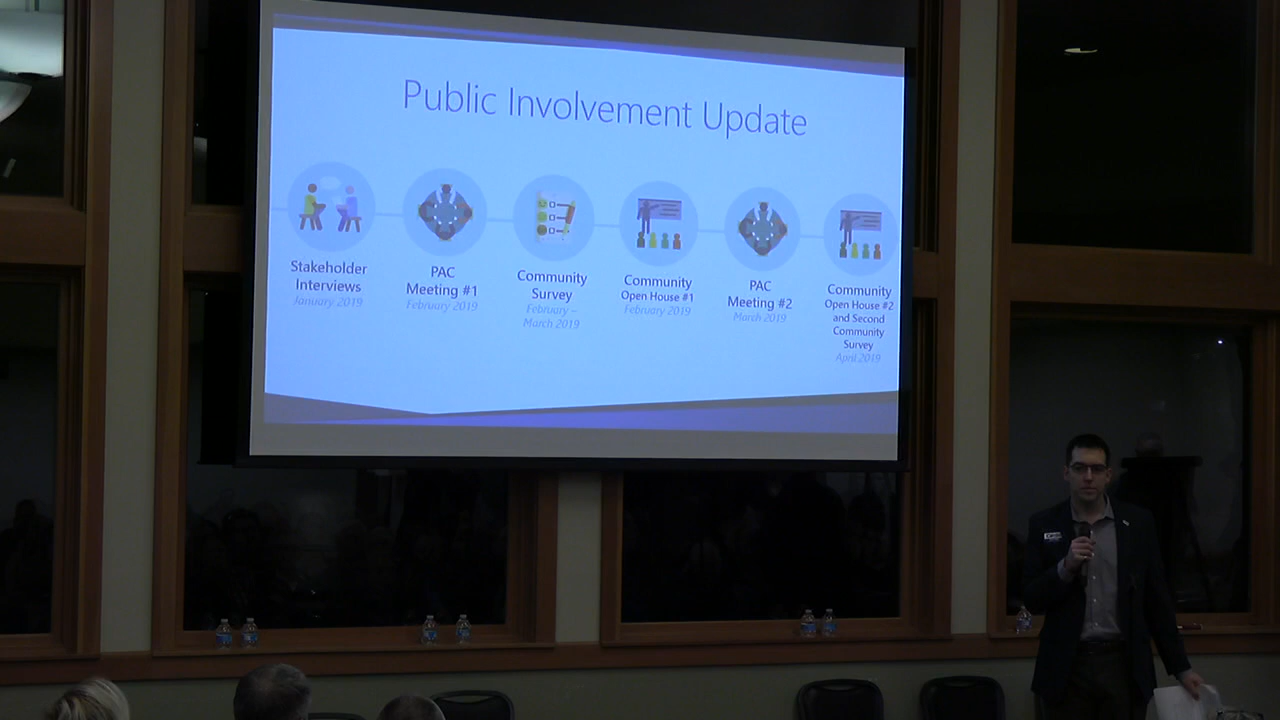 Public Involvement Update
Stakeholder
Interviews
January 2019
PAC
Meeting #1
February 2019
Community
Survey
February –
March 2019
Community
Open House #1
February 2019
PAC
Meeting #2
March 2019
Community
Open House #2
and Second
Community
Survey
April 2019